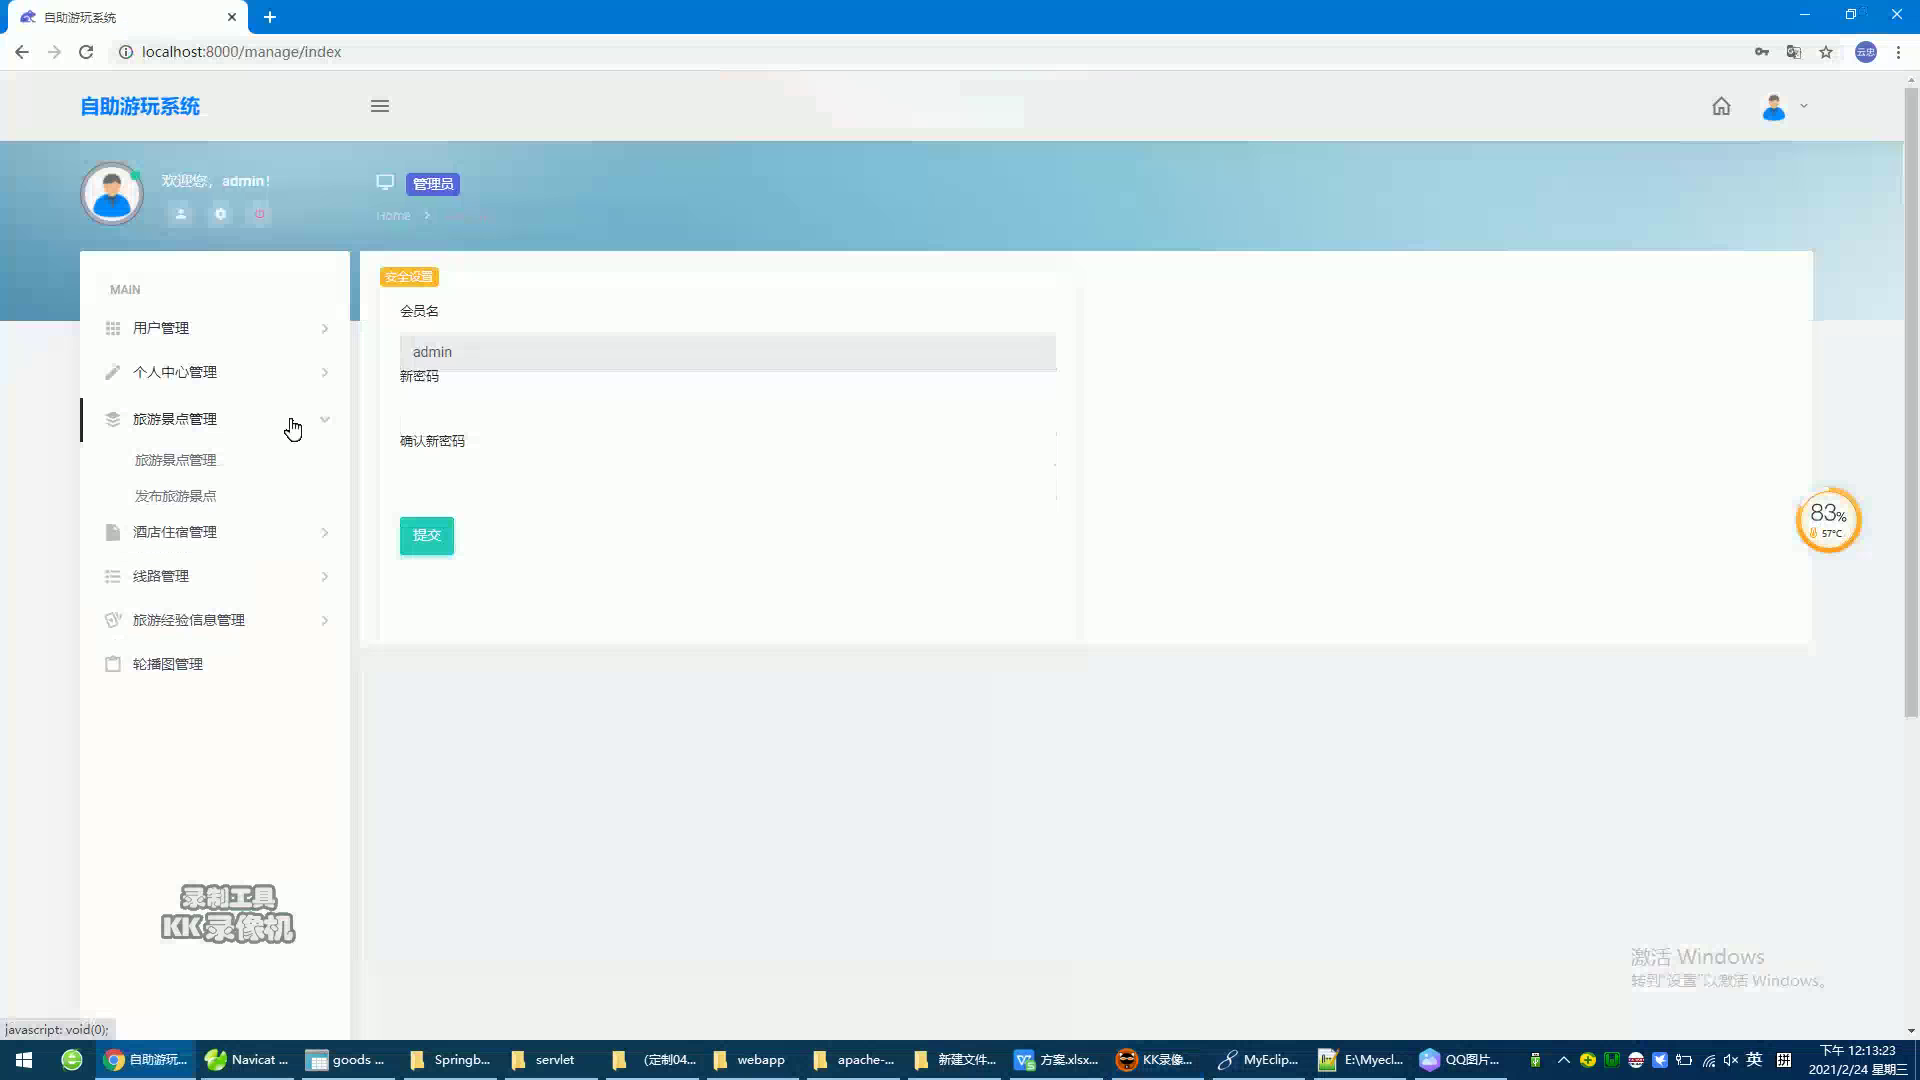 自助游玩系统
localhost:8000/manage/index
云忠
自助游玩系统
欢迎您，admin!
管理员
Home
MAIN
用户管理
个人中心管理
旅游景点管理
旅游景点管理
发布旅游景点
酒店住宿管理
线路管理
旅游经验信息管理
轮播图管理
安全设置
会员名
admin
新密码
确认新密码
提交
83%
57°C
录制工具
KK录像机
激活 Windows
转到"设置"以激活 Windows。
javascript: void(0);
自助游玩...
Navicat ...
goods ...
Springb...
servlet
(定制04...
webapp
apache-...
新建文件...
方案.xlsx...
KK录像...
MyEclip...
E:\Myecl...
QQ图片...
英
拼
下午 12:13:23
2021/2/24 星期三